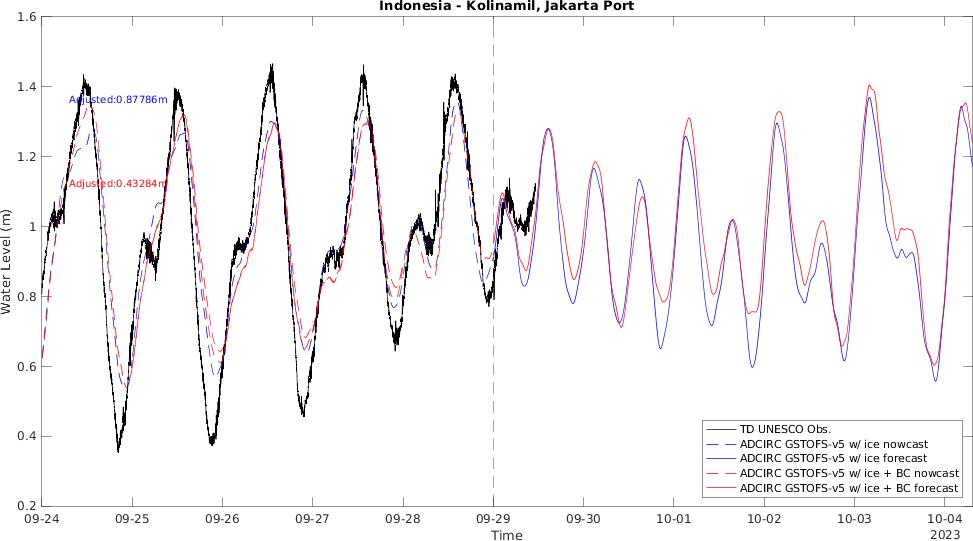 Indonesia - Kolinamil, Jakarta Port
1.6
1.4
1.2
1
0.8
0.6
0.4
0.2
Water Level (m)
Adjusted:0.87786m
Adjusted:0.43284m
TD UNESCO Obs.
ADCIRC GSTOFS-v5 w/ ice nowcast
ADCIRC GSTOFS-v5 w/ ice forecast
ADCIRC GSTOFS-v5 w/ ice + BC nowcast
ADCIRC GSTOFS-v5 w/ ice + BC forecast
09-24 09-25 09-26 09-27 09-28 09-29 09-30 10-01 10-02 10-03 10-04
Time
2023